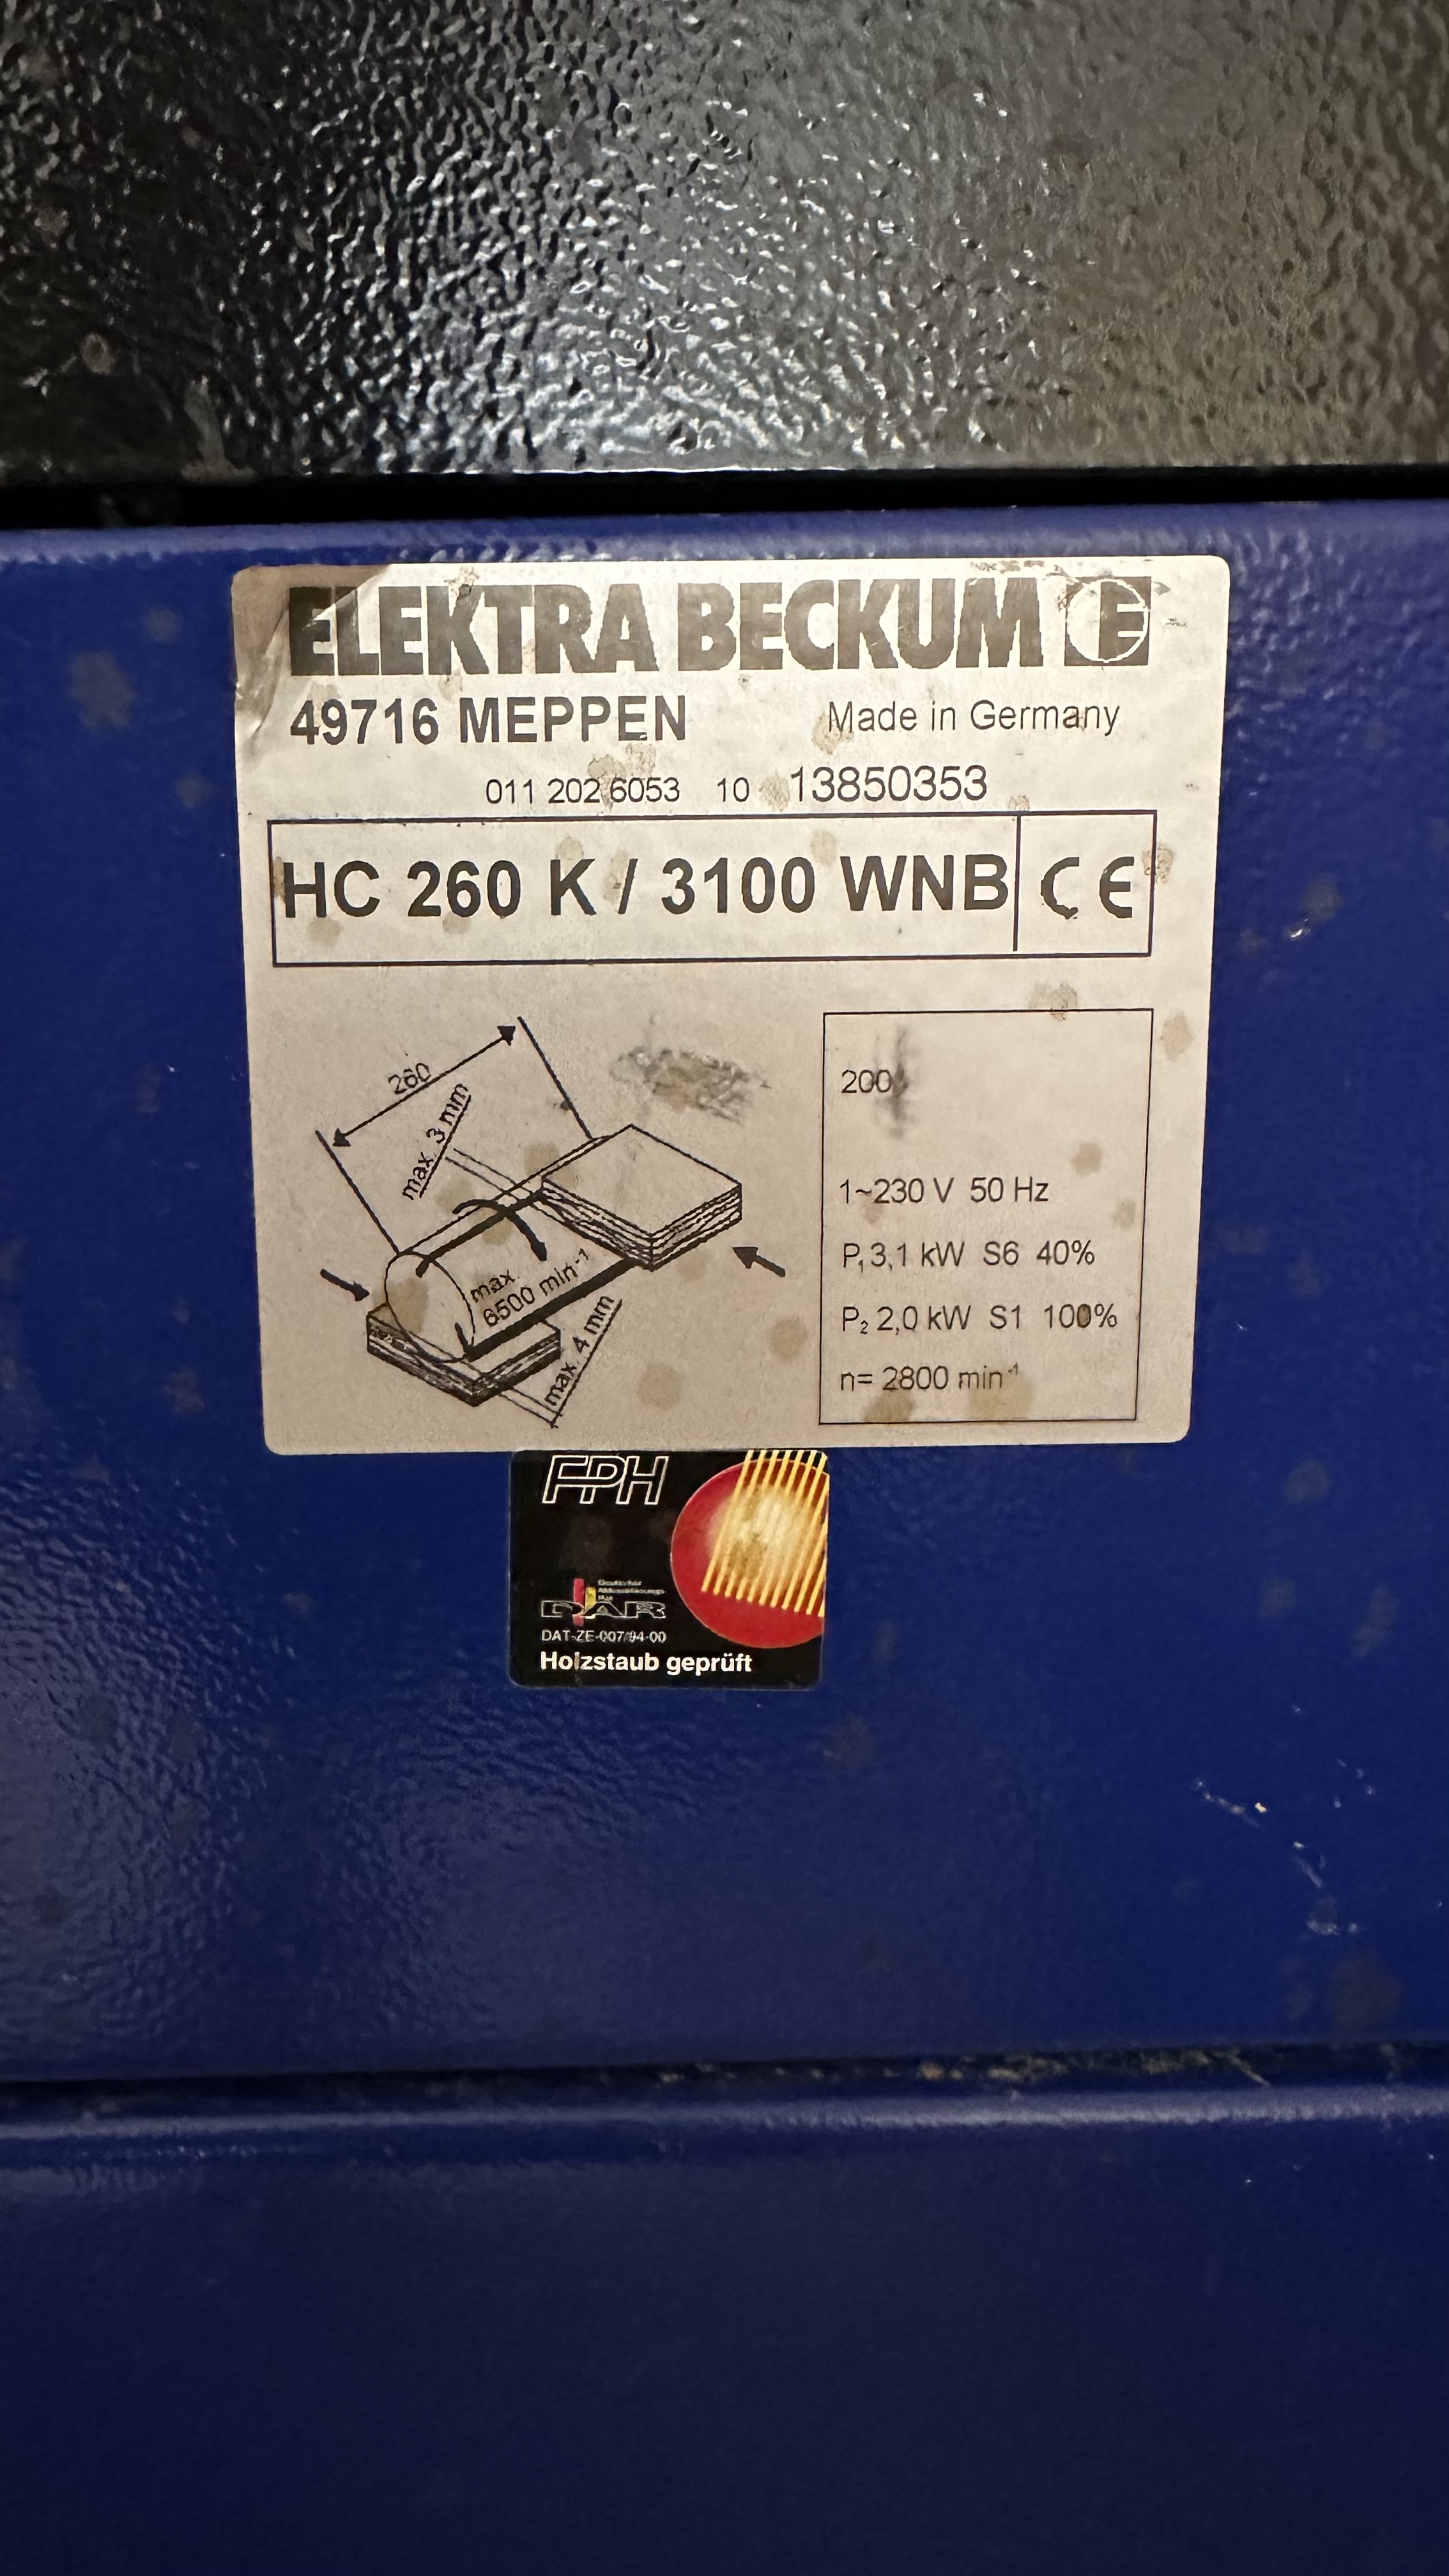 ELEKTRA BECKUM E
49716 MEPPEN Made in Germany
011 202 6053 10 13850353
HC 260 K / 3100 WNB CE
260
max. 3 mm
max.
6500 min⁻¹
max. 4 mm
1~230 V 50 Hz
P₁ 3,1 kW S6 40%
P₂ 2,0 kW S1 100%
n= 2800 min⁻¹
FPH
DAR
DAT-ZE-007/94-00
Holzstaub geprüft